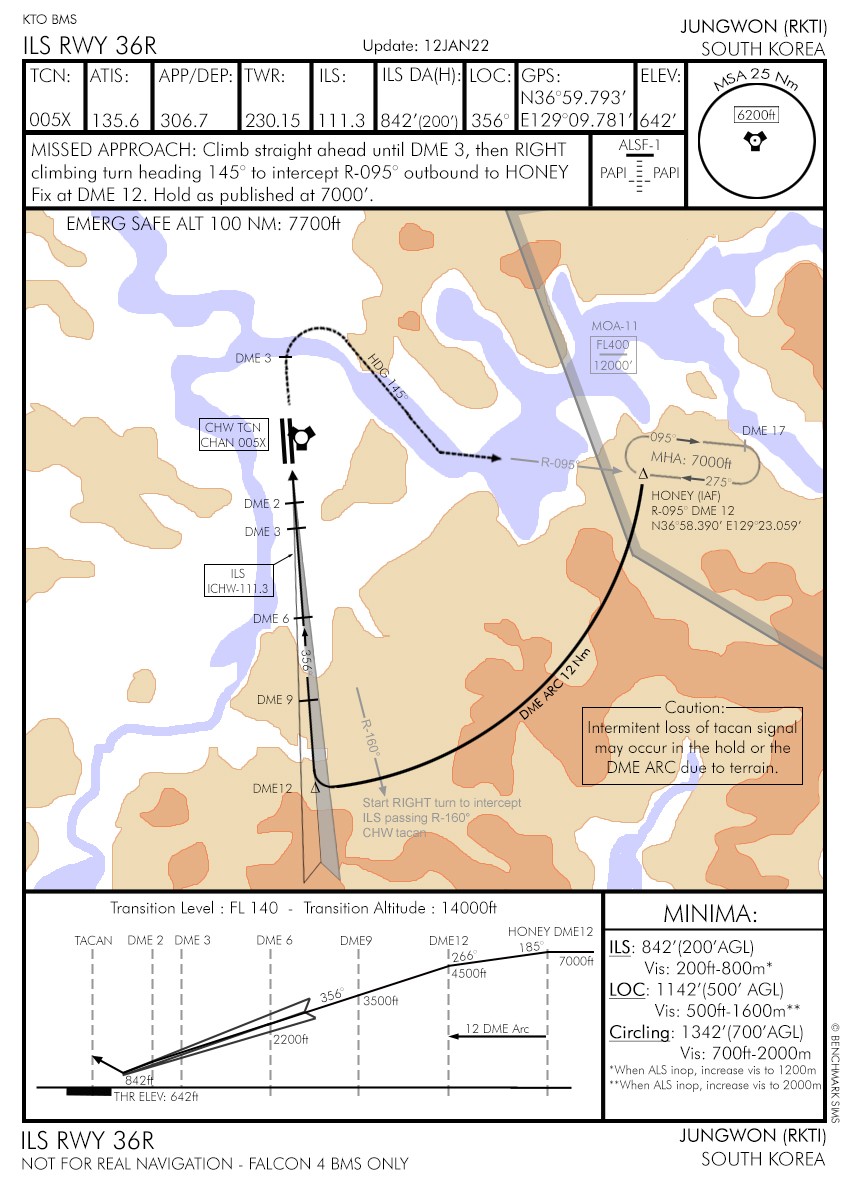 KTO BMS
ILS RWY 36R
Update: 12JAN22
JUNGWON (RKTI)
SOUTH KOREA
TCN:
005X
ATIS:
135.6
APP/DEP:
306.7
TWR:
230.15
ILS:
111.3
ILS DA(H):
842'(200')
LOC:
356°
GPS:
N36°59.793'
E129°09.781'
ELEV:
642'
MSA 25 Nm
6200ft
MISSED APPROACH: Climb straight ahead until DME 3, then RIGHT
climbing turn heading 145° to intercept R-095° outbound to HONEY
Fix at DME 12. Hold as published at 7000'.
ALSF-1
PAPI
PAPI
EMERG SAFE ALT 100 NM: 7700ft
MOA-11
FL400
12000'
DME 3
HDG 145°
CHW TCN
CHAN 005X
R-095°
095°
DME 17
MHA: 7000ft
275°
HONEY (IAF)
R-095° DME 12
N36°58.390' E129°23.059'
DME 2
DME 3
ILS
ICHW-111.3
DME 6
356°
DME 9
DME ARC 12 Nm
R-160°
DME12
Start RIGHT turn to intercept
ILS passing R-160°
CHW tacan
Caution:
Intermitent loss of tacan signal
may occur in the hold or the
DME ARC due to terrain.
Transition Level : FL 140 - Transition Altitude : 14000ft
TACAN
DME 2
DME 3
DME 6
DME9
DME12
HONEY DME12
185°
7000ft
266°
4500ft
356°
3500ft
2200ft
12 DME Arc
842ft
THR ELEV: 642ft
MINIMA:
ILS: 842'(200'AGL)
Vis: 200ft-800m*
LOC: 1142'(500' AGL)
Vis: 500ft-1600m**
Circling: 1342'(700'AGL)
Vis: 700ft-2000m
*When ALS inop, increase vis to 1200m
**When ALS inop, increase vis to 2000m
© BENCHMARK SIMS
ILS RWY 36R
NOT FOR REAL NAVIGATION - FALCON 4 BMS ONLY
JUNGWON (RKTI)
SOUTH KOREA